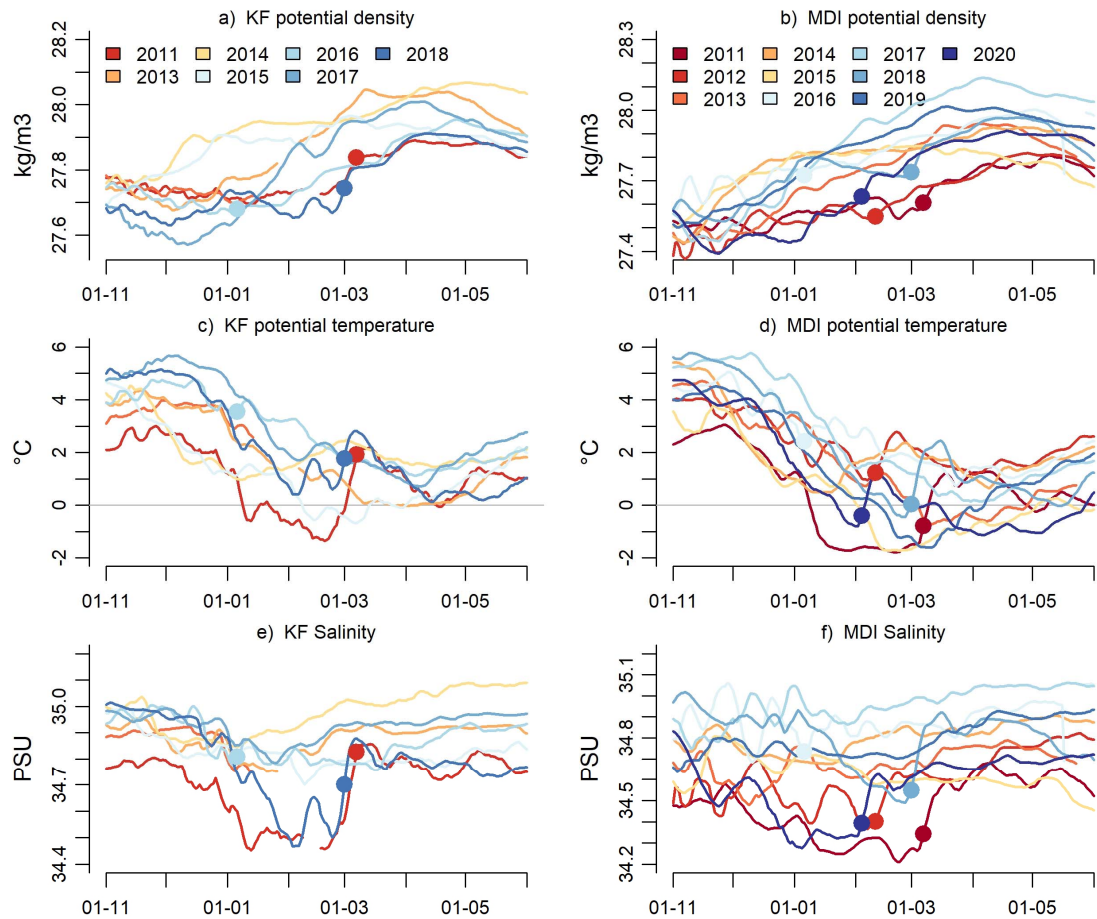 a) KF potential density
b) MDI potential density
2011 2014 2016 2018
2013 2015 2017
2011 2014 2017 2020
2012 2015 2018
2013 2016 2019
kg/m3
28.2
28.0
27.8
27.6
01-11 01-01 01-03 01-05
kg/m3
28.3
28.0
27.7
27.4
01-11 01-01 01-03 01-05
c) KF potential temperature
d) MDI potential temperature
°C
6
4
2
0
-2
01-11 01-01 01-03 01-05
°C
6
4
2
0
-2
01-11 01-01 01-03 01-05
e) KF Salinity
f) MDI Salinity
PSU
35.0
34.7
34.4
01-11 01-01 01-03 01-05
PSU
35.1
34.8
34.5
34.2
01-11 01-01 01-03 01-05